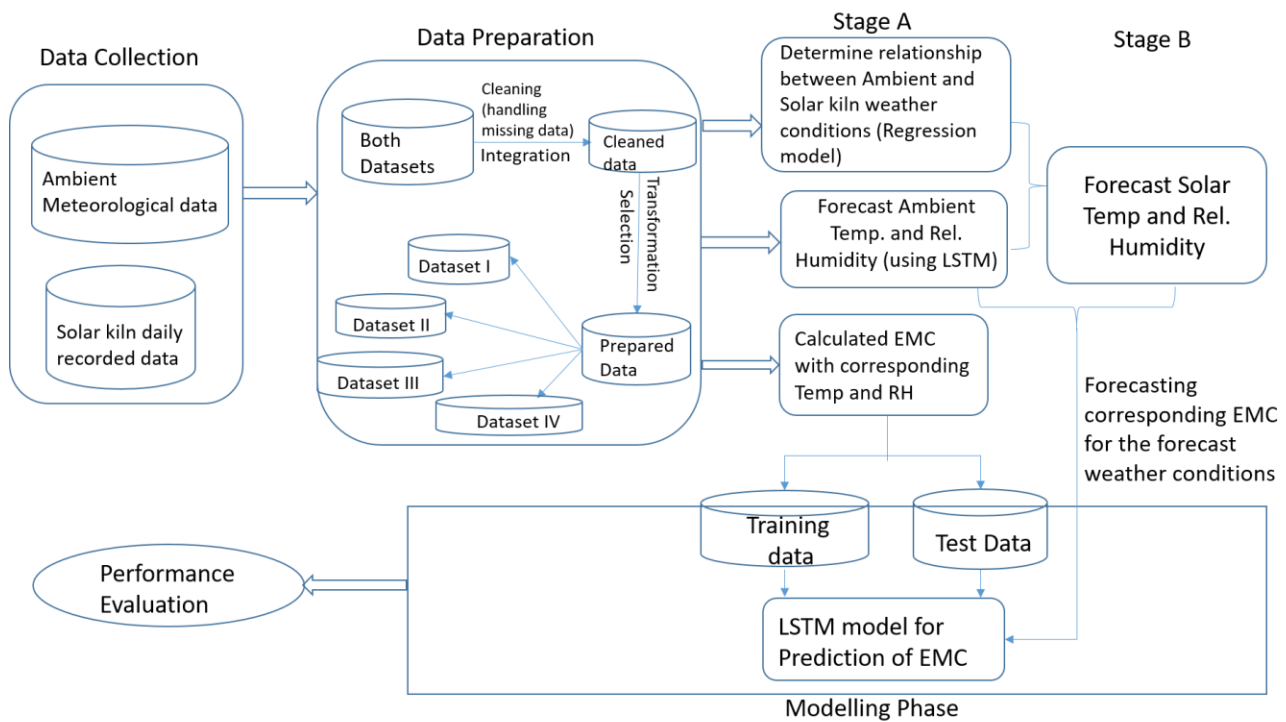 Data Collection
Ambient
Meteorological data
Solar kiln daily
recorded data
Data Preparation
Both
Datasets
Cleaning
(handling
missing data)
Integration
Cleaned
data
Transformation
Selection
Dataset I
Dataset II
Dataset III
Dataset IV
Prepared
Data
Stage A
Determine relationship
between Ambient and
Solar kiln weather
conditions (Regression
model)
Forecast Ambient
Temp. and Rel.
Humidity (using LSTM)
Calculated EMC
with corresponding
Temp and RH
Stage B
Forecast Solar
Temp and Rel.
Humidity
Forecasting
corresponding EMC
for the forecast
weather conditions
Training
data
Test Data
LSTM model for
Prediction of EMC
Performance
Evaluation
Modelling Phase